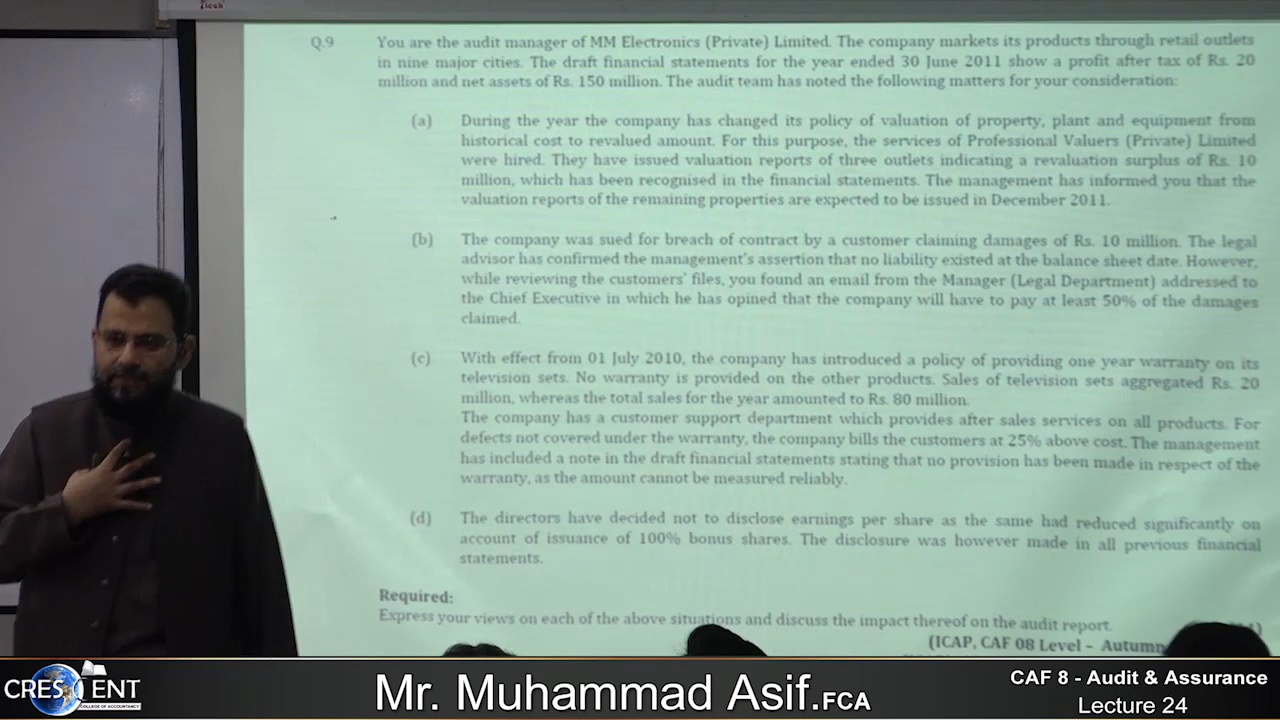 Q.9 You are the audit manager of MM Electronics (Private) Limited. The company markets its products through retail outlets
in nine major cities. The draft financial statements for the year ended 30 June 2011 show a profit after tax of Rs. 20
million and net assets of Rs. 150 million. The audit team has noted the following matters for your consideration:
(a) During the year the company has changed its policy of valuation of property, plant and equipment from
historical cost to revalued amount. For this purpose, the services of Professional Valuers (Private) Limited
were hired. They have issued valuation reports of three outlets indicating a revaluation surplus of Rs. 10
million, which has been recognised in the financial statements. The management has informed you that the
valuation reports of the remaining properties are expected to be issued in December 2011.
(b) The company was sued for breach of contract by a customer claiming damages of Rs. 10 million. The legal
advisor has confirmed the management's assertion that no liability existed at the balance sheet date. However,
while reviewing the customers' files, you found an email from the Manager (Legal Department) addressed to
the Chief Executive in which he has opined that the company will have to pay at least 50% of the damages
claimed.
(c) With effect from 01 July 2010, the company has introduced a policy of providing one year warranty on its
television sets. No warranty is provided on the other products. Sales of television sets aggregated Rs. 20
million, whereas the total sales for the year amounted to Rs. 80 million.
The company has a customer support department which provides after sales services on all products. For
defects not covered under the warranty, the company bills the customers at 25% above cost. The management
has included a note in the draft financial statements stating that no provision has been made in respect of the
warranty, as the amount cannot be measured reliably.
(d) The directors have decided not to disclose earnings per share as the same had reduced significantly on
account of issuance of 100% bonus shares. The disclosure was however made in all previous financial
statements.
Required:
Express your views on each of the above situations and discuss the impact thereof on the audit report.
(ICAP, CAF 08 Level - Autumn
CRESCENT
COLLEGE OF ACCOUNTANCY
Mr. Muhammad Asif.FCA
CAF 8 - Audit & Assurance
Lecture 24